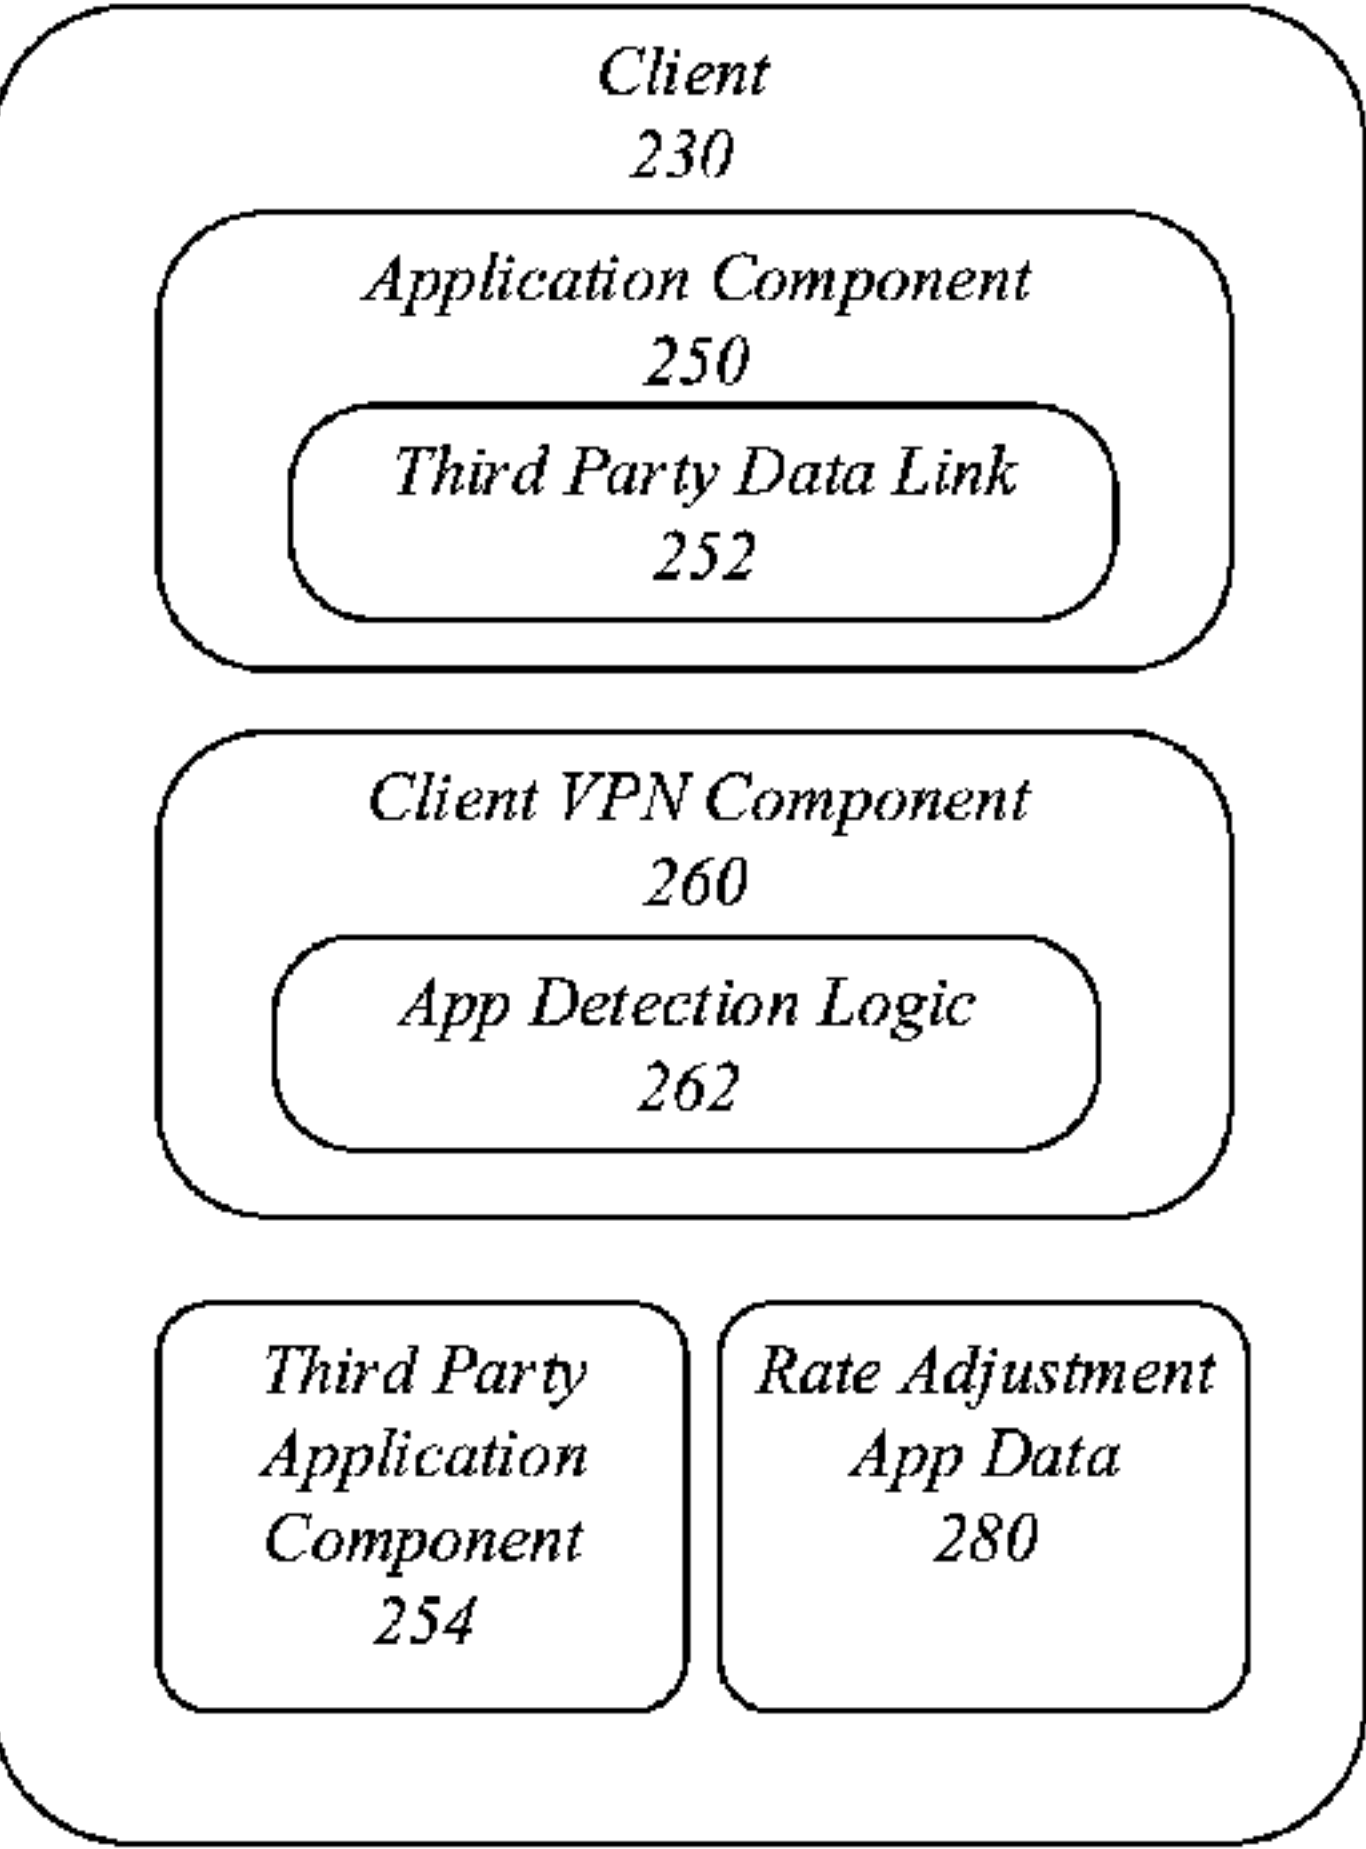 Client
230
Application Component
250
Third Party Data Link
252
Client VPN Component
260
App Detection Logic
262
Third Party
Application
Component
254
Rate Adjustment
App Data
280